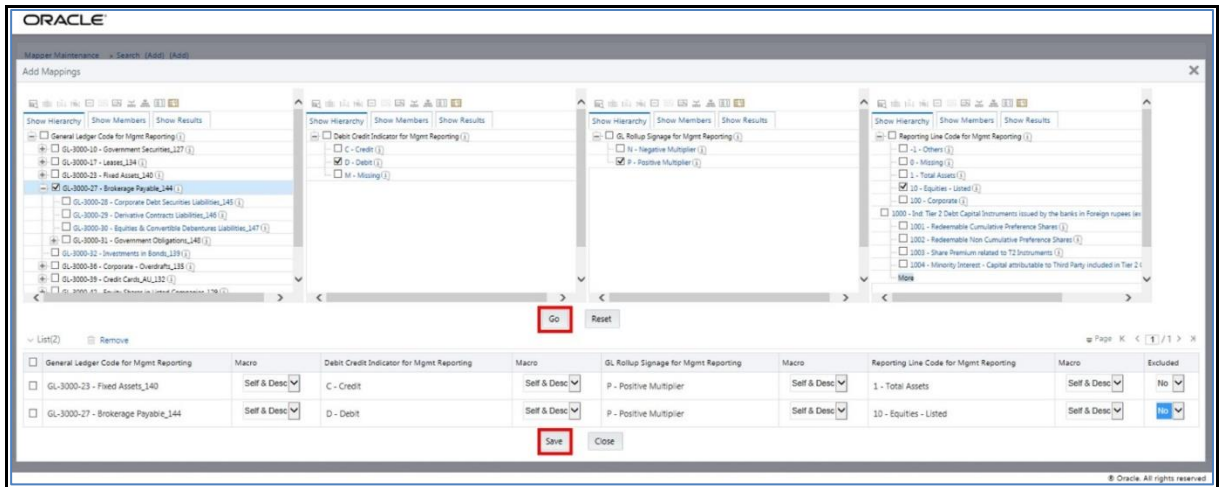 ORACLE
Mapper Maintenance » Search (Add) (Add)
Add Mappings
Show Hierarchy Show Members Show Results
General Ledger Code for Mgmt Reporting
GL-3000-10 - Government Securities_127
GL-3000-17 - Leases_134
GL-3000-23 - Fixed Assets_140
GL-3000-27 - Brokerage Payable_144
GL-3000-28 - Corporate Debt Securities Liabilities_145
GL-3000-29 - Derivative Contracts Liabilities_146
GL-3000-30 - Equities & Convertible Debentures Liabilities_147
GL-3000-31 - Government Obligations_148
GL-3000-32 - Investments in Bonds_139
GL-3000-36 - Corporate - Overdrafts_135
GL-3000-39 - Credit Cards_AU_132
GL-3000-42 - Equity Shares in Listed Companies_129
Show Hierarchy Show Members Show Results
Debit Credit Indicator for Mgmt Reporting
C - Credit
D - Debit
M - Missing
Show Hierarchy Show Members Show Results
GL Rollup Signage for Mgmt Reporting
N - Negative Multiplier
P - Positive Multiplier
Show Hierarchy Show Members Show Results
Reporting Line Code for Mgmt Reporting
-1 - Others
0 - Missing
1 - Total Assets
10 - Equities - Listed
100 - Corporate
1000 - Ind: Tier 2 Debt Capital Instruments issued by the banks in Foreign rupees (ex
1001 - Redeemable Cumulative Preference Shares
1002 - Redeemable Non Cumulative Preference Shares
1003 - Share Premium related to T2 Instruments
1004 - Minority Interest - Capital attributable to Third Party included in Tier 2
More
Go Reset
List(2) Remove Page 1 / 1
General Ledger Code for Mgmt Reporting Macro Debit Credit Indicator for Mgmt Reporting Macro GL Rollup Signage for Mgmt Reporting Macro Reporting Line Code for Mgmt Reporting Macro Excluded
GL-3000-23 - Fixed Assets_140 Self & Desc C - Credit Self & Desc P - Positive Multiplier Self & Desc 1 - Total Assets Self & Desc No
GL-3000-27 - Brokerage Payable_144 Self & Desc D - Debit Self & Desc P - Positive Multiplier Self & Desc 10 - Equities - Listed Self & Desc No
Save Close
® Oracle. All rights reserved